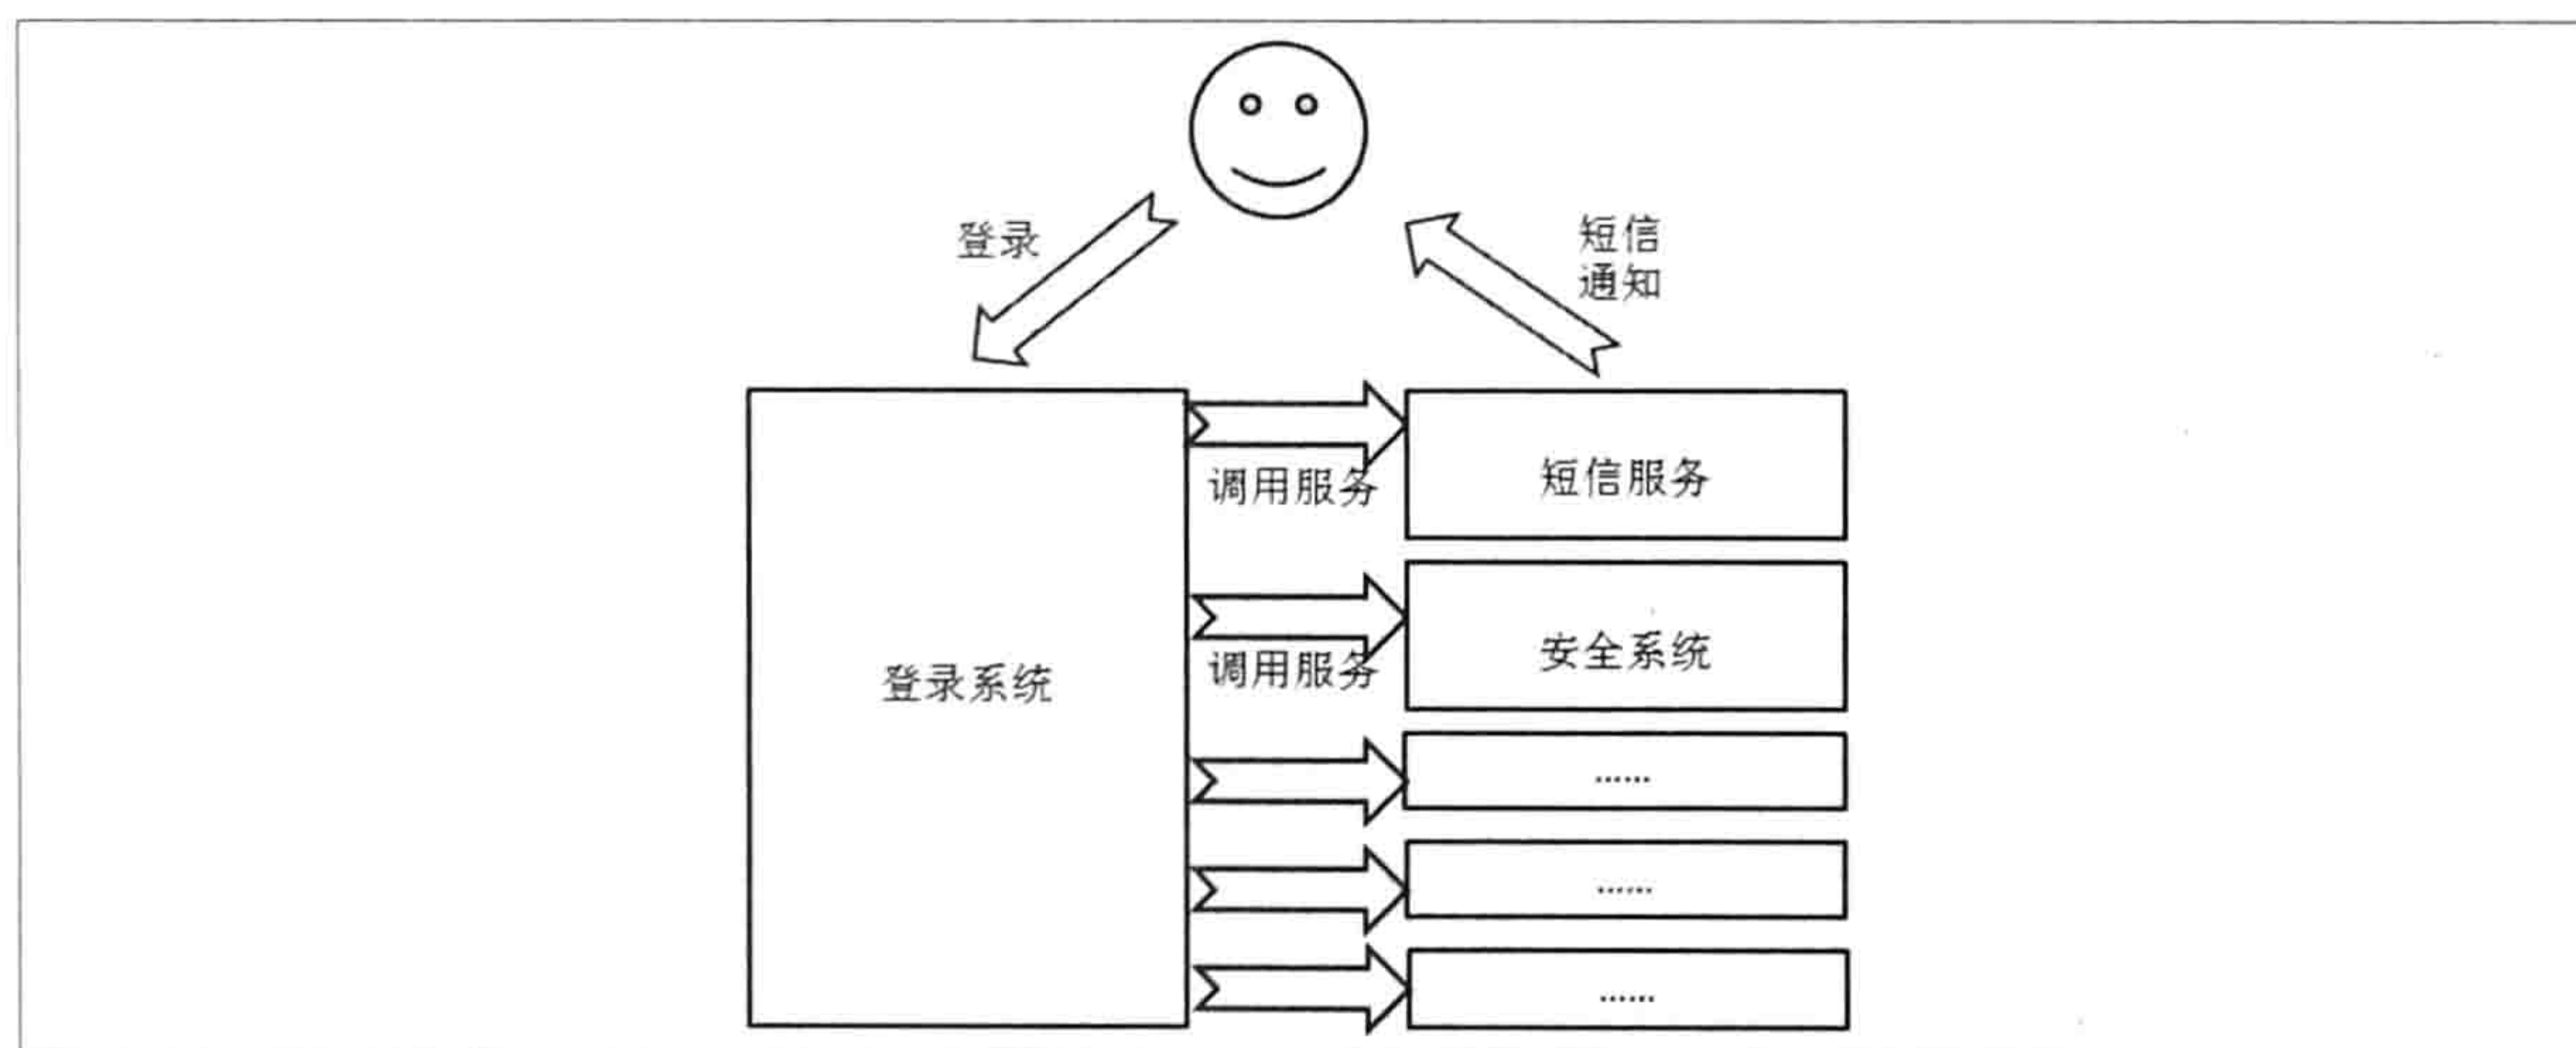 登录
短信
通知
调用服务
短信服务
登录系统
调用服务
安全系统
......
......
......